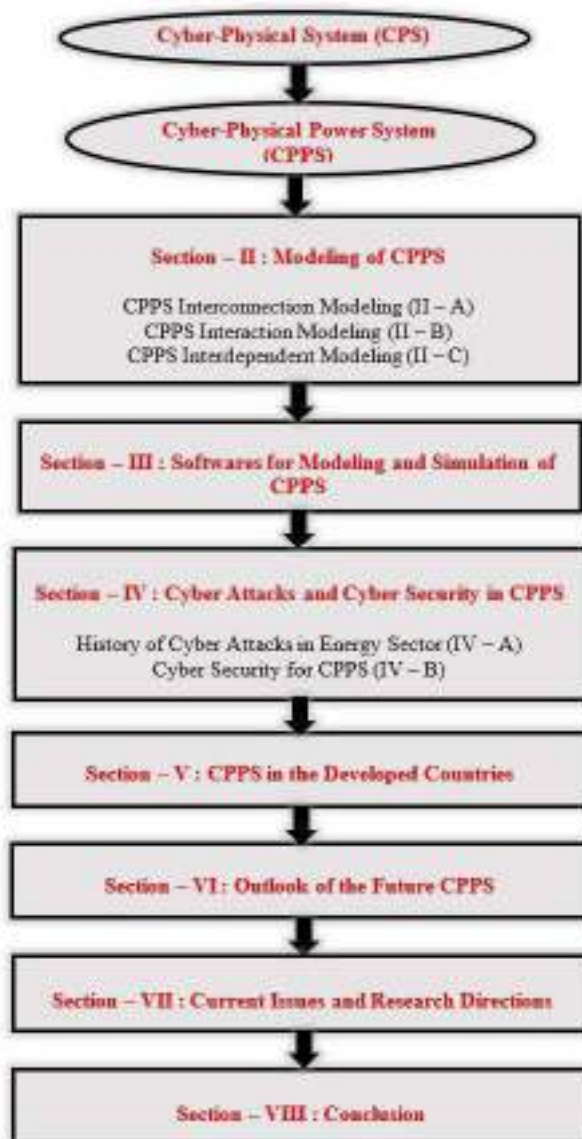 Cyber-Physical System (CPS)
Cyber-Physical Power System
(CPPS)
Section – II : Modeling of CPPS
CPPS Interconnection Modeling (II – A)
CPPS Interaction Modeling (II – B)
CPPS Interdependent Modeling (II – C)
Section – III : Softwares for Modeling and Simulation of
CPPS
Section – IV : Cyber Attacks and Cyber Security in CPPS
History of Cyber Attacks in Energy Sector (IV – A)
Cyber Security for CPPS (IV – B)
Section – V : CPPS in the Developed Countries
Section – VI : Outlook of the Future CPPS
Section – VII : Current Issues and Research Directions
Section – VIII : Conclusion